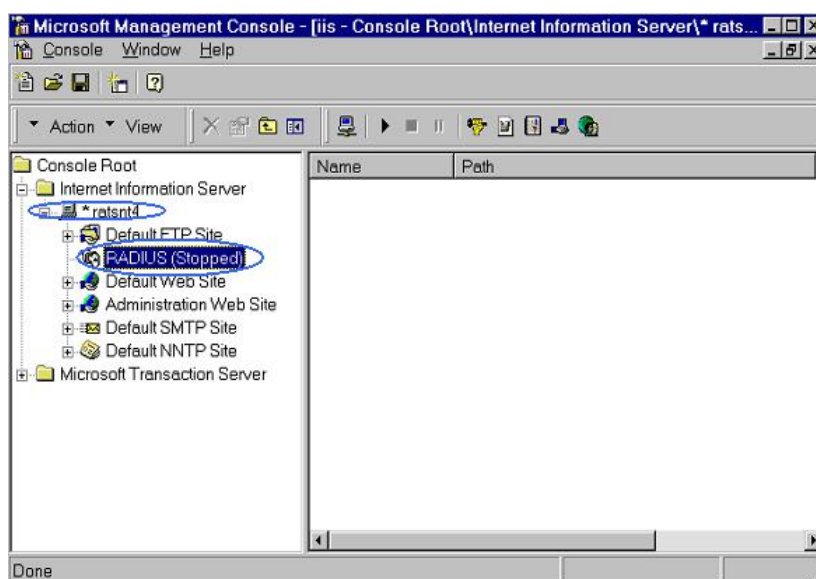 Microsoft Management Console - [iis - Console Root\Internet Information Server\* rats...
Console Window Help
Action View
Console Root
Internet Information Server
* ratsnt4
Default FTP Site
RADIUS (Stopped)
Default Web Site
Administration Web Site
Default SMTP Site
Default NNTP Site
Microsoft Transaction Server
Name Path
Done